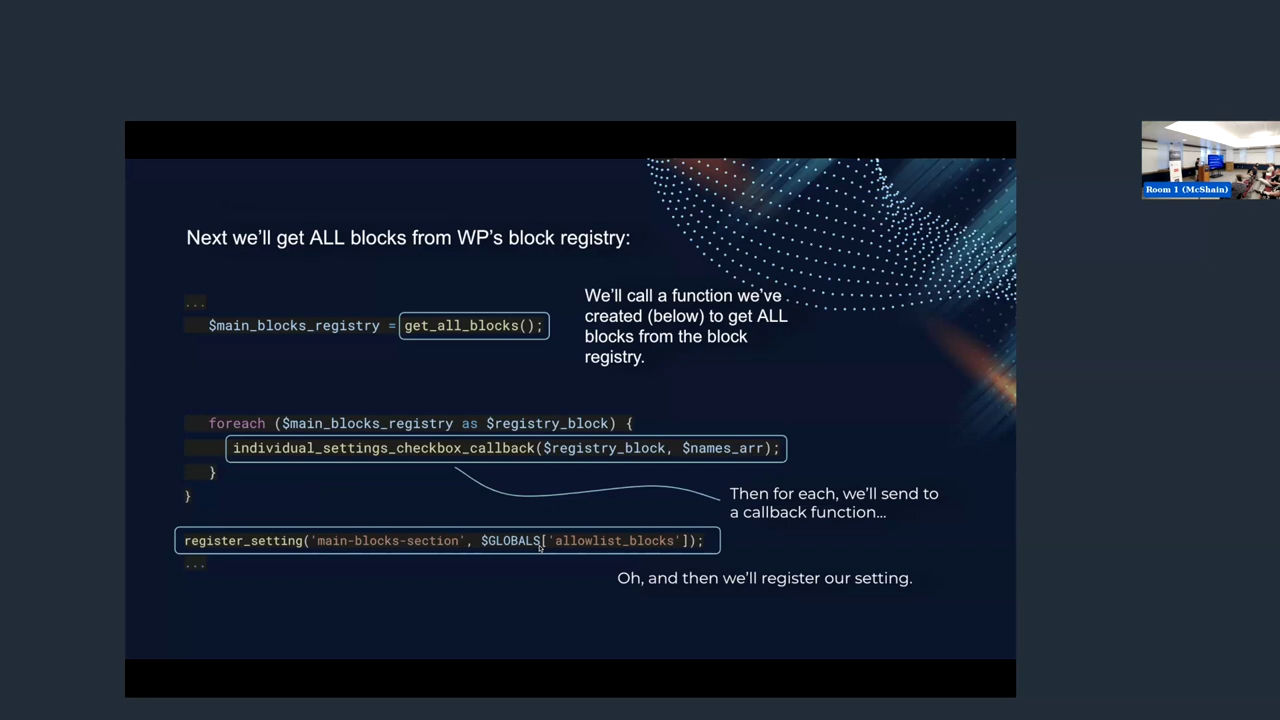 Next we'll get ALL blocks from WP's block registry:
...
$main_blocks_registry = get_all_blocks();
We'll call a function we've
created (below) to get ALL
blocks from the block
registry.
foreach ($main_blocks_registry as $registry_block) {
individual_settings_checkbox_callback($registry_block, $names_arr);
}
}
Then for each, we'll send to
a callback function...
register_setting('main-blocks-section', $GLOBALS['allowlist_blocks']);
...
Oh, and then we'll register our setting.
Room 1 (McShain)